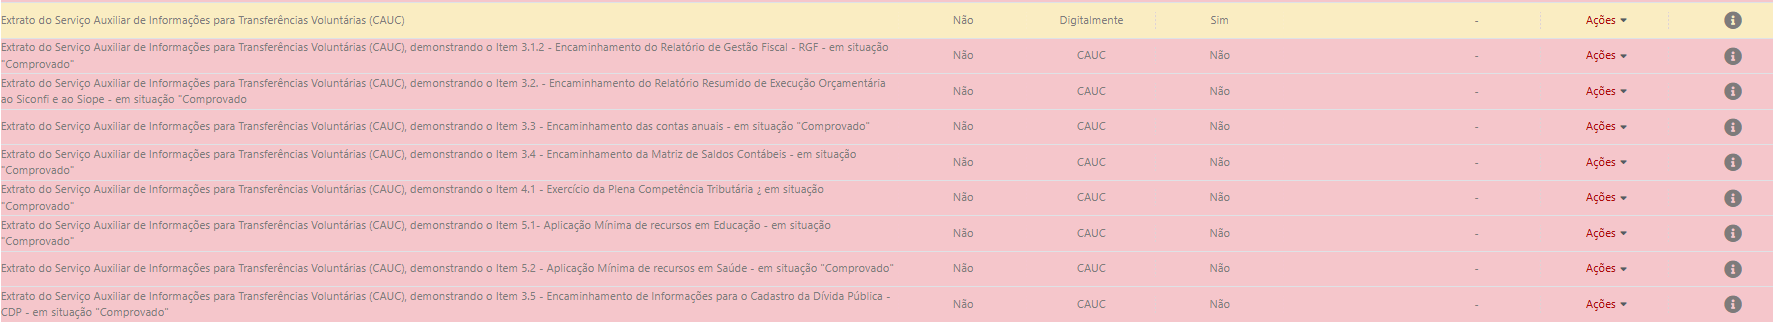 Extrato do Serviço Auxiliar de Informações para Transferências Voluntárias (CAUC) Não Digitalmente Sim - Ações
Extrato do Serviço Auxiliar de Informações para Transferências Voluntárias (CAUC), demonstrando o Item 3.1.2 - Encaminhamento do Relatório de Gestão Fiscal - RGF - em situação
"Comprovado" Não CAUC Não - Ações
Extrato do Serviço Auxiliar de Informações para Transferências Voluntárias (CAUC), demonstrando o Item 3.2. - Encaminhamento do Relatório Resumido de Execução Orçamentária
ao Siconfi e ao Siope - em situação "Comprovado Não CAUC Não - Ações
Extrato do Serviço Auxiliar de Informações para Transferências Voluntárias (CAUC), demonstrando o Item 3.3 - Encaminhamento das contas anuais - em situação "Comprovado" Não CAUC Não - Ações
Extrato do Serviço Auxiliar de Informações para Transferências Voluntárias (CAUC), demonstrando o Item 3.4 - Encaminhamento da Matriz de Saldos Contábeis - em situação
"Comprovado" Não CAUC Não - Ações
Extrato do Serviço Auxiliar de Informações para Transferências Voluntárias (CAUC), demonstrando o Item 4.1 - Exercício da Plena Competência Tributária ¿ em situação
"Comprovado" Não CAUC Não - Ações
Extrato do Serviço Auxiliar de Informações para Transferências Voluntárias (CAUC), demonstrando o Item 5.1- Aplicação Mínima de recursos em Educação - em situação
"Comprovado" Não CAUC Não - Ações
Extrato do Serviço Auxiliar de Informações para Transferências Voluntárias (CAUC), demonstrando o Item 5.2 - Aplicação Mínima de recursos em Saúde - em situação "Comprovado" Não CAUC Não - Ações
Extrato do Serviço Auxiliar de Informações para Transferências Voluntárias (CAUC), demonstrando o Item 3.5 - Encaminhamento de Informações para o Cadastro da Dívida Pública -
CDP - em situação "Comprovado" Não CAUC Não - Ações